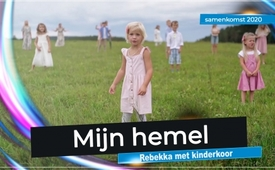 samenkomst 2020
Mijn hemel
Rebekka met kinderkoor